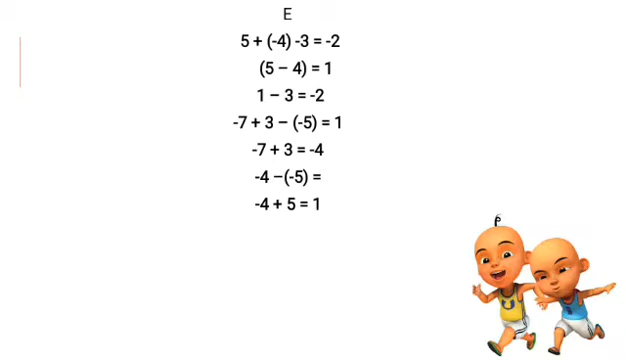 E
5 + (-4) -3 = -2
(5 – 4) = 1
1 – 3 = -2
-7 + 3 – (-5) = 1
-7 + 3 = -4
-4 –(-5) =
-4 + 5 = 1
U